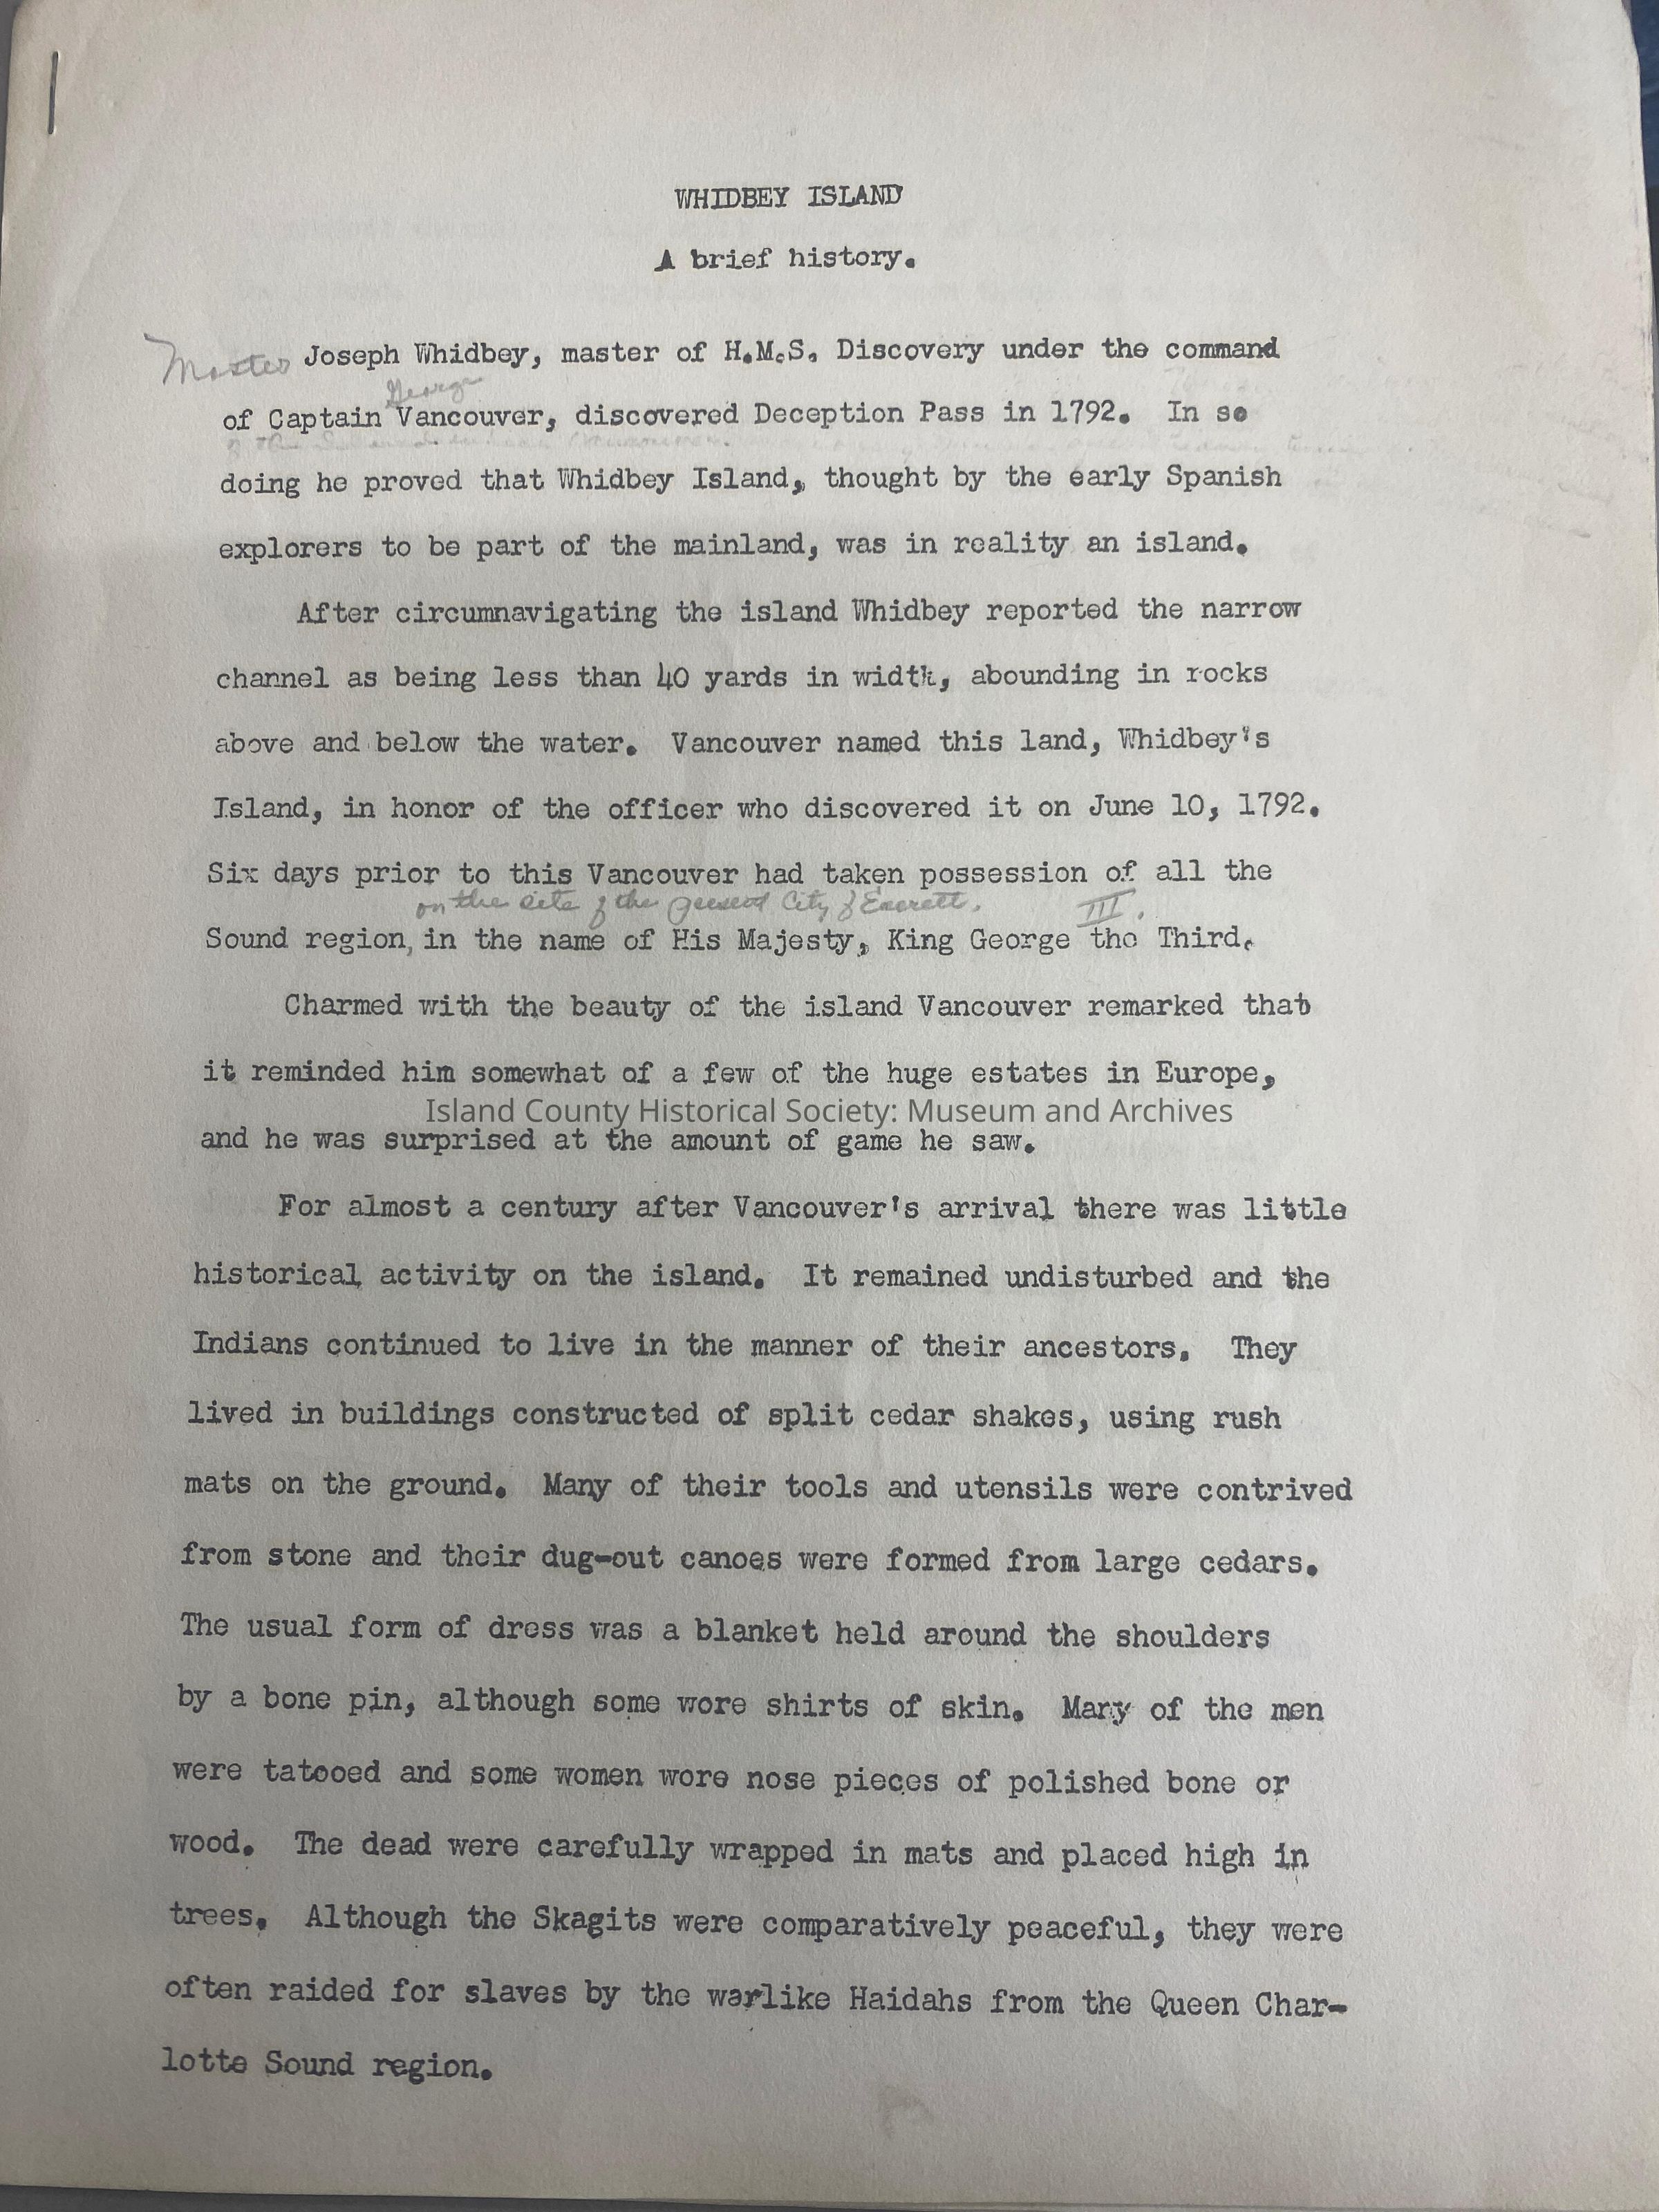 WHIDBEY ISLAND
A brief history.
Master Joseph Whidbey, master of H.M.S. Discovery under the command
George
of Captain Vancouver, discovered Deception Pass in 1792. In so
doing he proved that Whidbey Island, thought by the early Spanish
explorers to be part of the mainland, was in reality an island.
After circumnavigating the island Whidbey reported the narrow
channel as being less than 40 yards in width, abounding in rocks
above and below the water. Vancouver named this land, Whidbey's
Island, in honor of the officer who discovered it on June 10, 1792.
Six days prior to this Vancouver had taken possession of all the
on the site of the present City of Everett. III.
Sound region, in the name of His Majesty, King George the Third.
Charmed with the beauty of the island Vancouver remarked that
it reminded him somewhat of a few of the huge estates in Europe,
Island County Historical Society: Museum and Archives
and he was surprised at the amount of game he saw.
For almost a century after Vancouver's arrival there was little
historical activity on the island. It remained undisturbed and the
Indians continued to live in the manner of their ancestors. They
lived in buildings constructed of split cedar shakes, using rush
mats on the ground. Many of their tools and utensils were contrived
from stone and their dug-out canoes were formed from large cedars.
The usual form of dress was a blanket held around the shoulders
by a bone pin, although some wore shirts of skin. Many of the men
were tatooed and some women wore nose pieces of polished bone or
wood. The dead were carefully wrapped in mats and placed high in
trees. Although the Skagits were comparatively peaceful, they were
often raided for slaves by the warlike Haidahs from the Queen Char-
lotte Sound region.